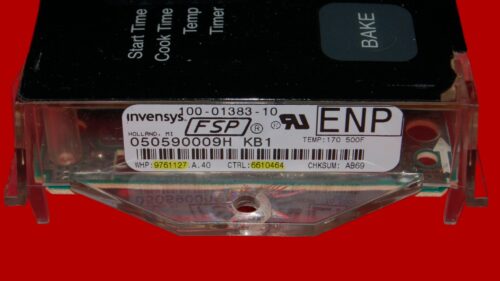 Start Time
Cook Time
Temp
Timer
BAKE
invensys 100-01383-10
HOLLAND, MI FSP® ENP
050590009H KB1 TEMP:170 500F
WHP: 9761127 .A.40 CTRL: 6610464 CHKSUM: AB69